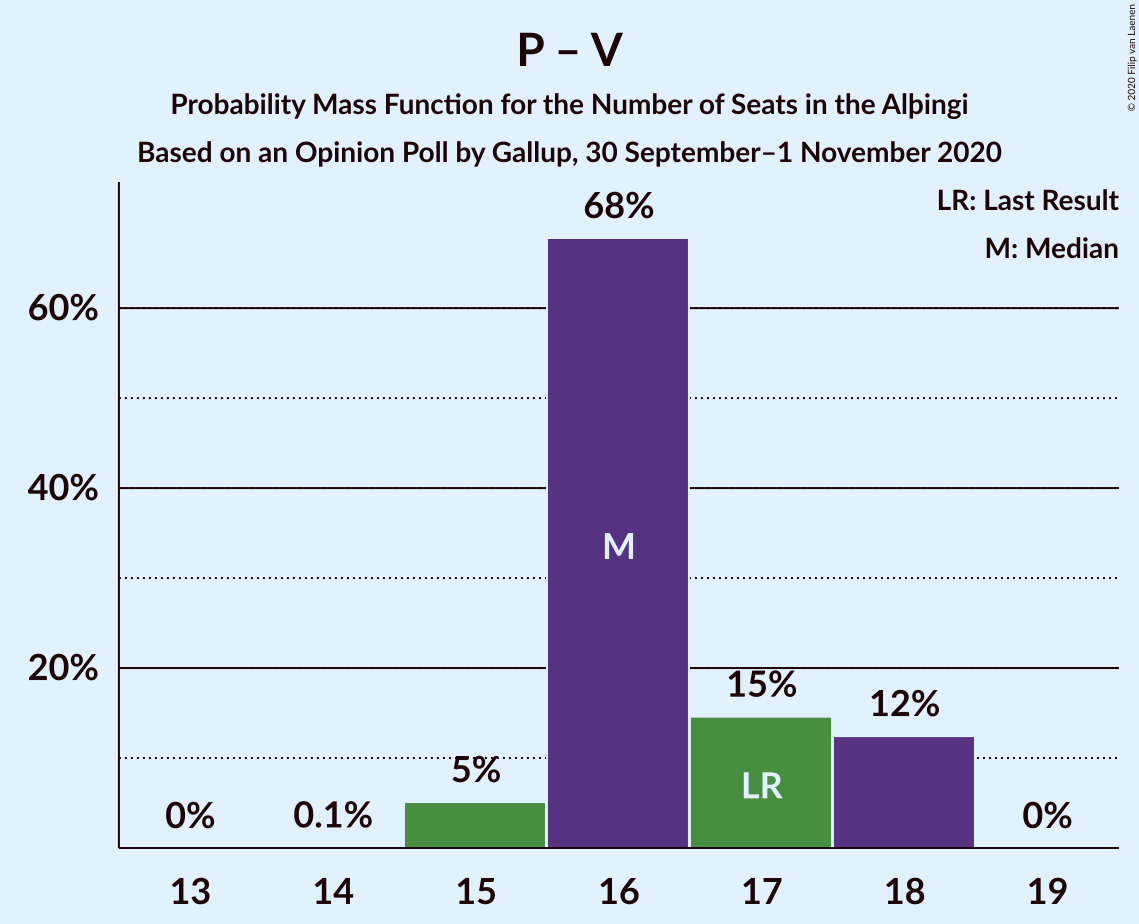 P – V
Probability Mass Function for the Number of Seats in the Alþingi
Based on an Opinion Poll by Gallup, 30 September–1 November 2020
© 2020 Filip van Laenen
LR: Last Result
M: Median
68%
60%
40%
M
20%
15%
12%
5%
LR
0%
0.1%
0%
13 14 15 16 17 18 19